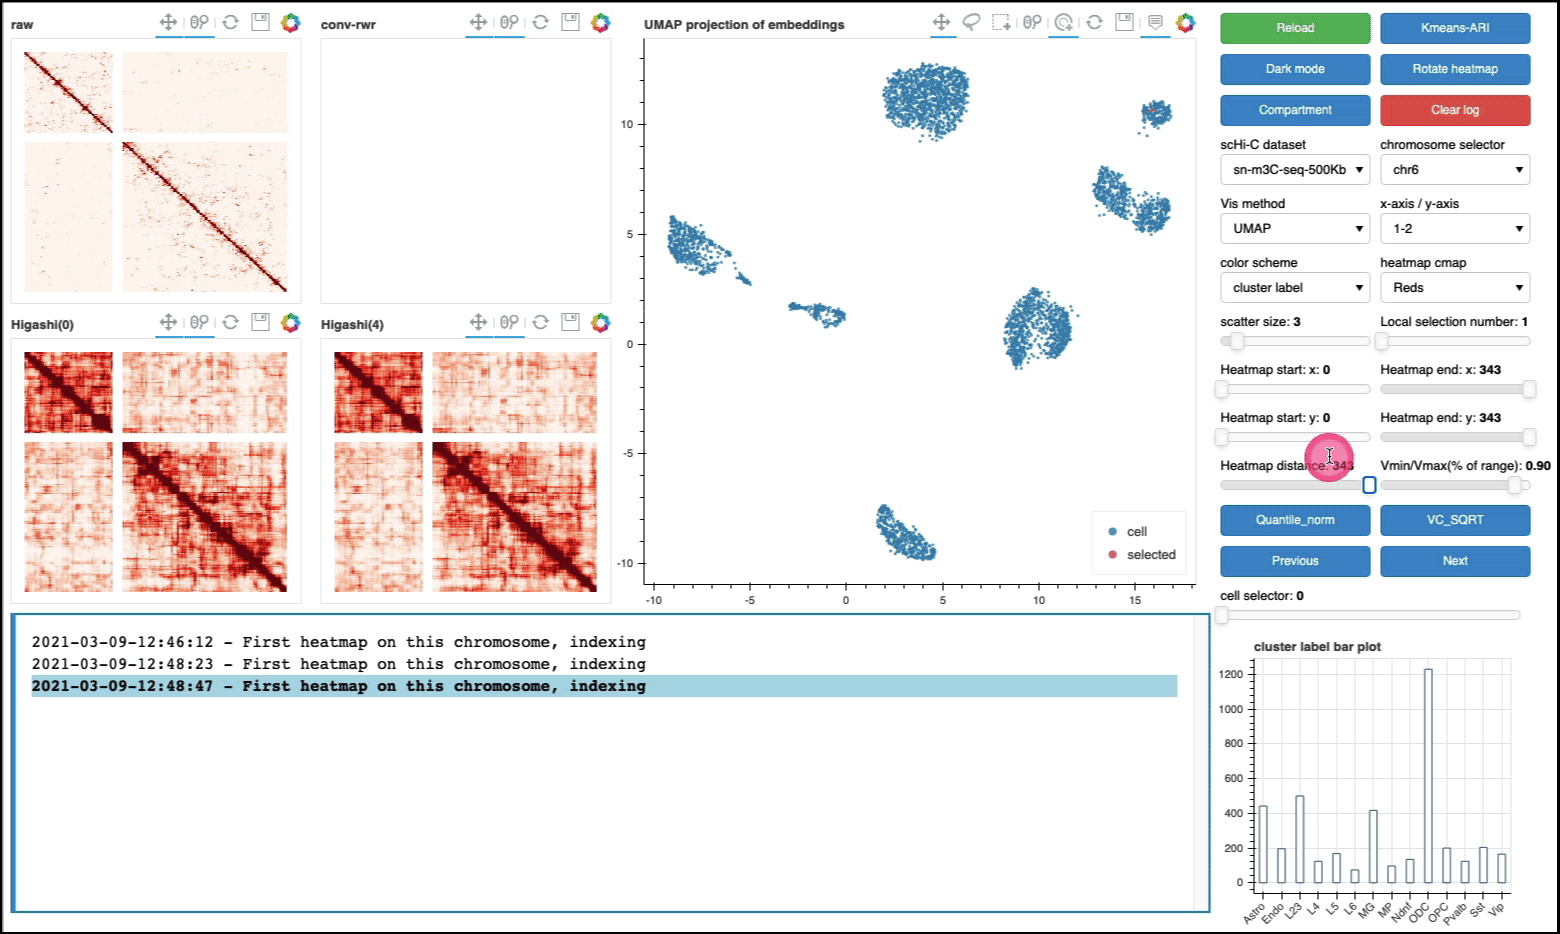 raw
conv-rwr
UMAP projection of embeddings
10
5
0
-5
-10
-10
-5
0
5
10
15
cell
selected
Higashi(0)
Higashi(4)
2021-03-09-12:46:12 - First heatmap on this chromosome, indexing
2021-03-09-12:48:23 - First heatmap on this chromosome, indexing
2021-03-09-12:48:47 - First heatmap on this chromosome, indexing
Reload
Kmeans-ARI
Dark mode
Rotate heatmap
Compartment
Clear log
scHi-C dataset
chromosome selector
sn-m3C-seq-500Kb
chr6
Vis method
x-axis / y-axis
UMAP
1-2
color scheme
heatmap cmap
cluster label
Reds
scatter size: 3
Local selection number: 1
Heatmap start: x: 0
Heatmap end: x: 343
Heatmap start: y: 0
Heatmap end: y: 343
Heatmap distance: 343
Vmin/Vmax(% of range): 0.90
Quantile_norm
VC_SQRT
Previous
Next
cell selector: 0
cluster label bar plot
1200
1000
800
600
400
200
0
Astro
Endo
L23
L4
L5
L6
MG
MP
Ndnf
ODC
OPC
Pvalb
Sst
Vip